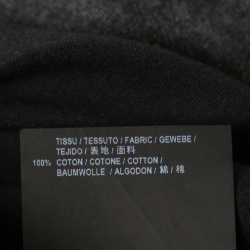 TISSU / TESSUTO / FABRIC / GEWEBE /
TEJIDO / 表地 / 面料
100% COTON / COTONE / COTTON /
BAUMWOLLE / ALGODON / 綿 / 棉